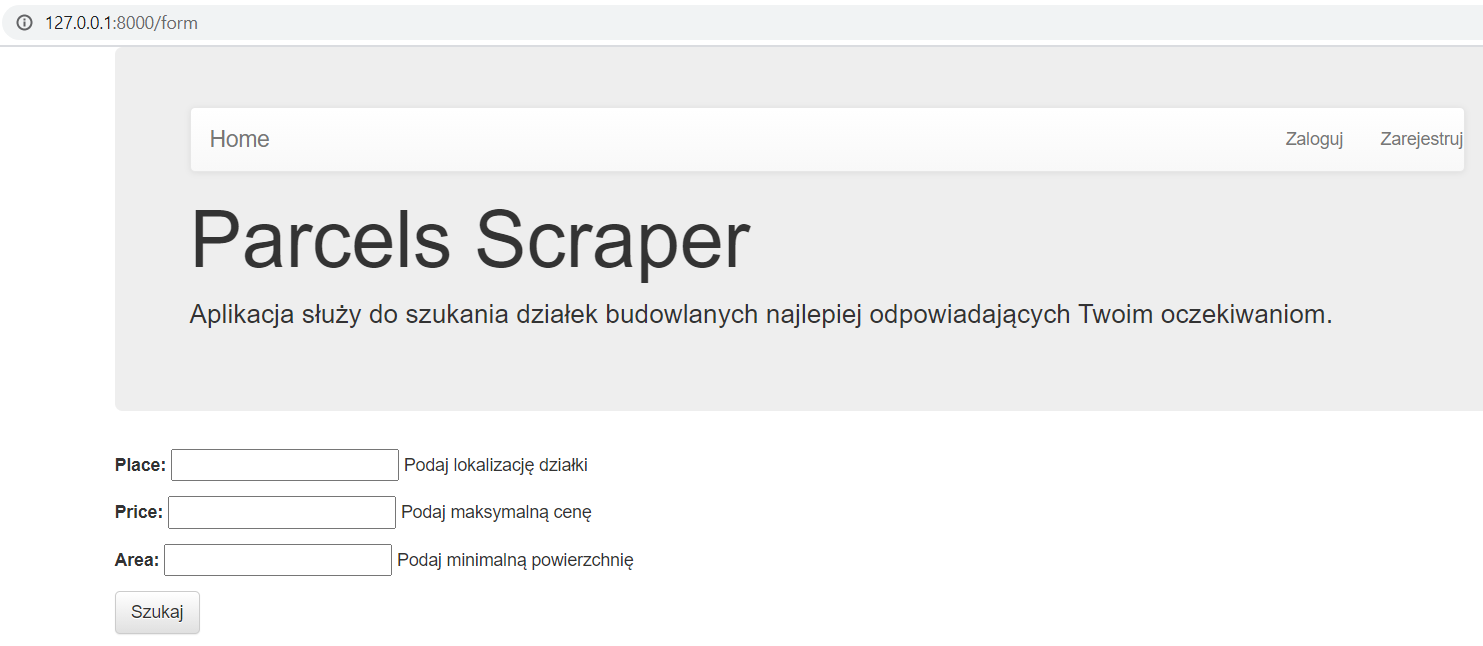 127.0.0.1:8000/form
Home Zaloguj Zarejestruj
Parcels Scraper
Aplikacja służy do szukania działek budowlanych najlepiej odpowiadających Twoim oczekiwaniom.
Place: Podaj lokalizację działki
Price: Podaj maksymalną cenę
Area: Podaj minimalną powierzchnię
Szukaj